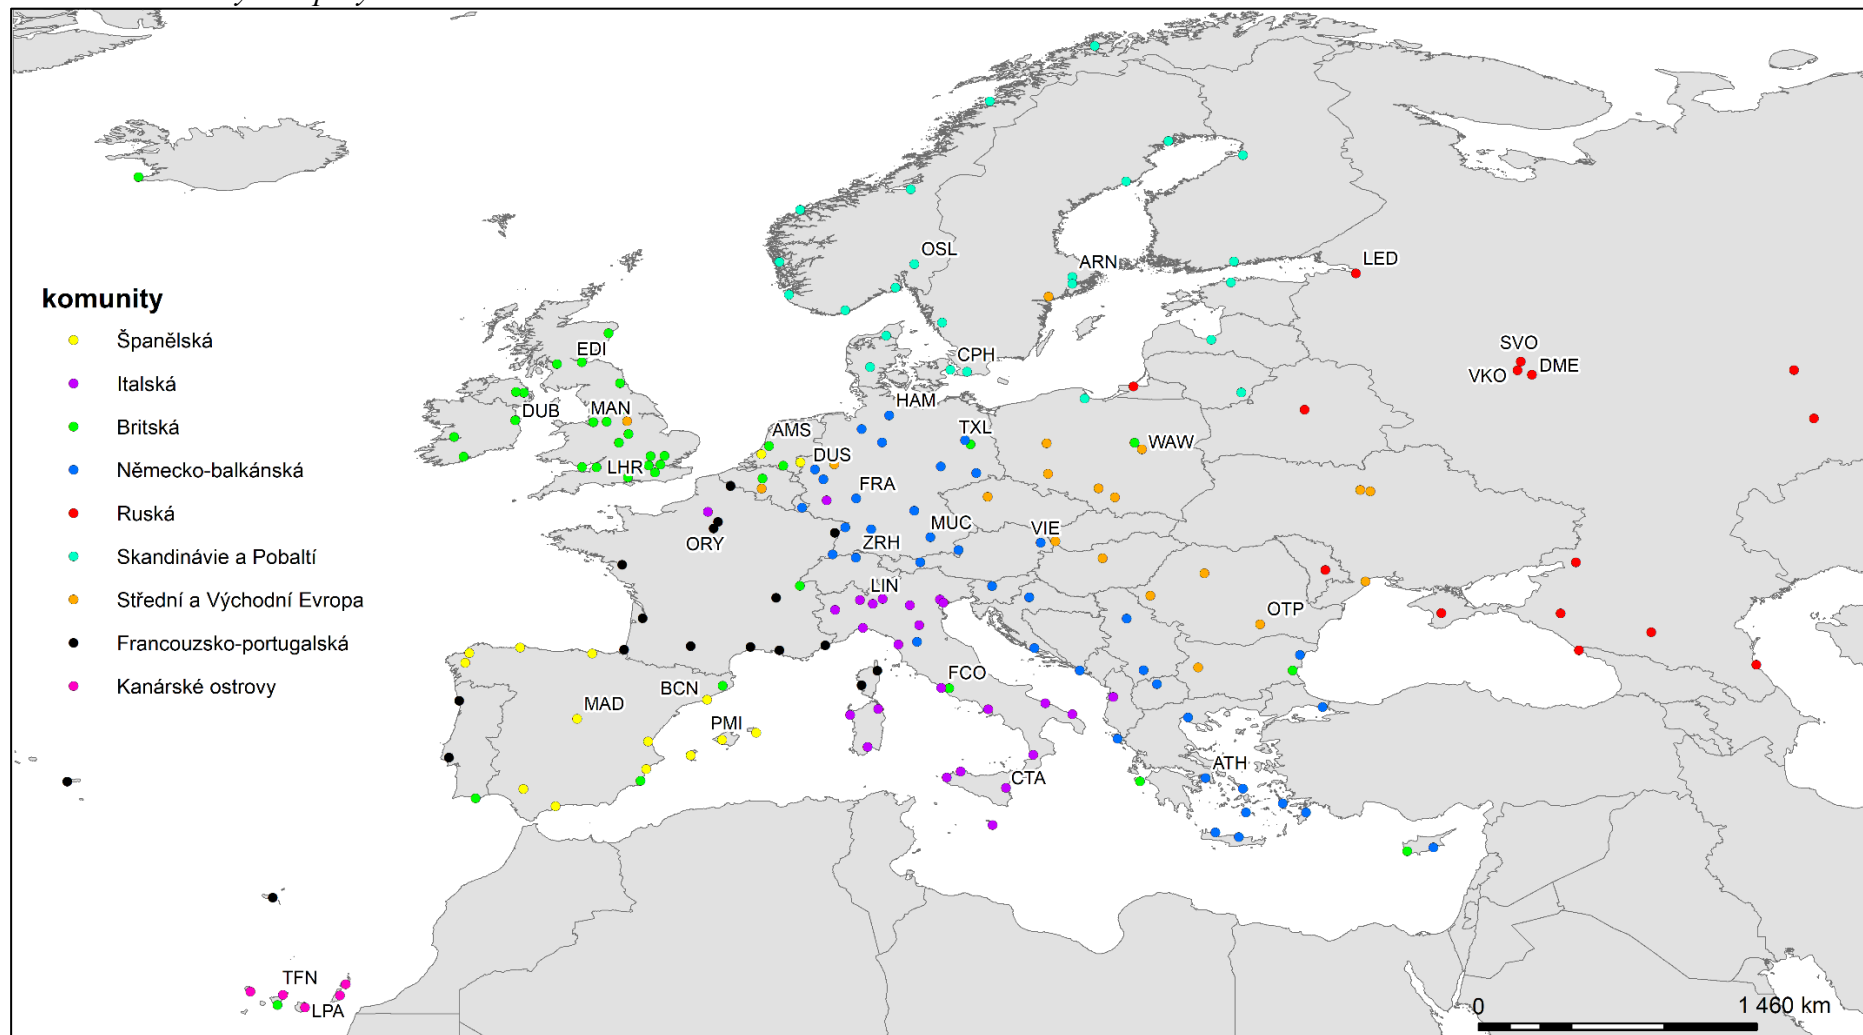 OSL
ARN
LED
komunity
Španělská
Italská
Britská
Německo-balkánská
Ruská
Skandinávie a Pobaltí
Střední a Východní Evropa
Francouzsko-portugalská
Kanárské ostrovy
EDI
CPH
SVO
VKO
DME
DUB
MAN
HAM
AMS
TXL
WAW
LHR
DUS
FRA
ORY
MUC
VIE
ZRH
LIN
OTP
MAD
BCN
FCO
PMI
CTA
ATH
TFN
LPA
0
1 460 km